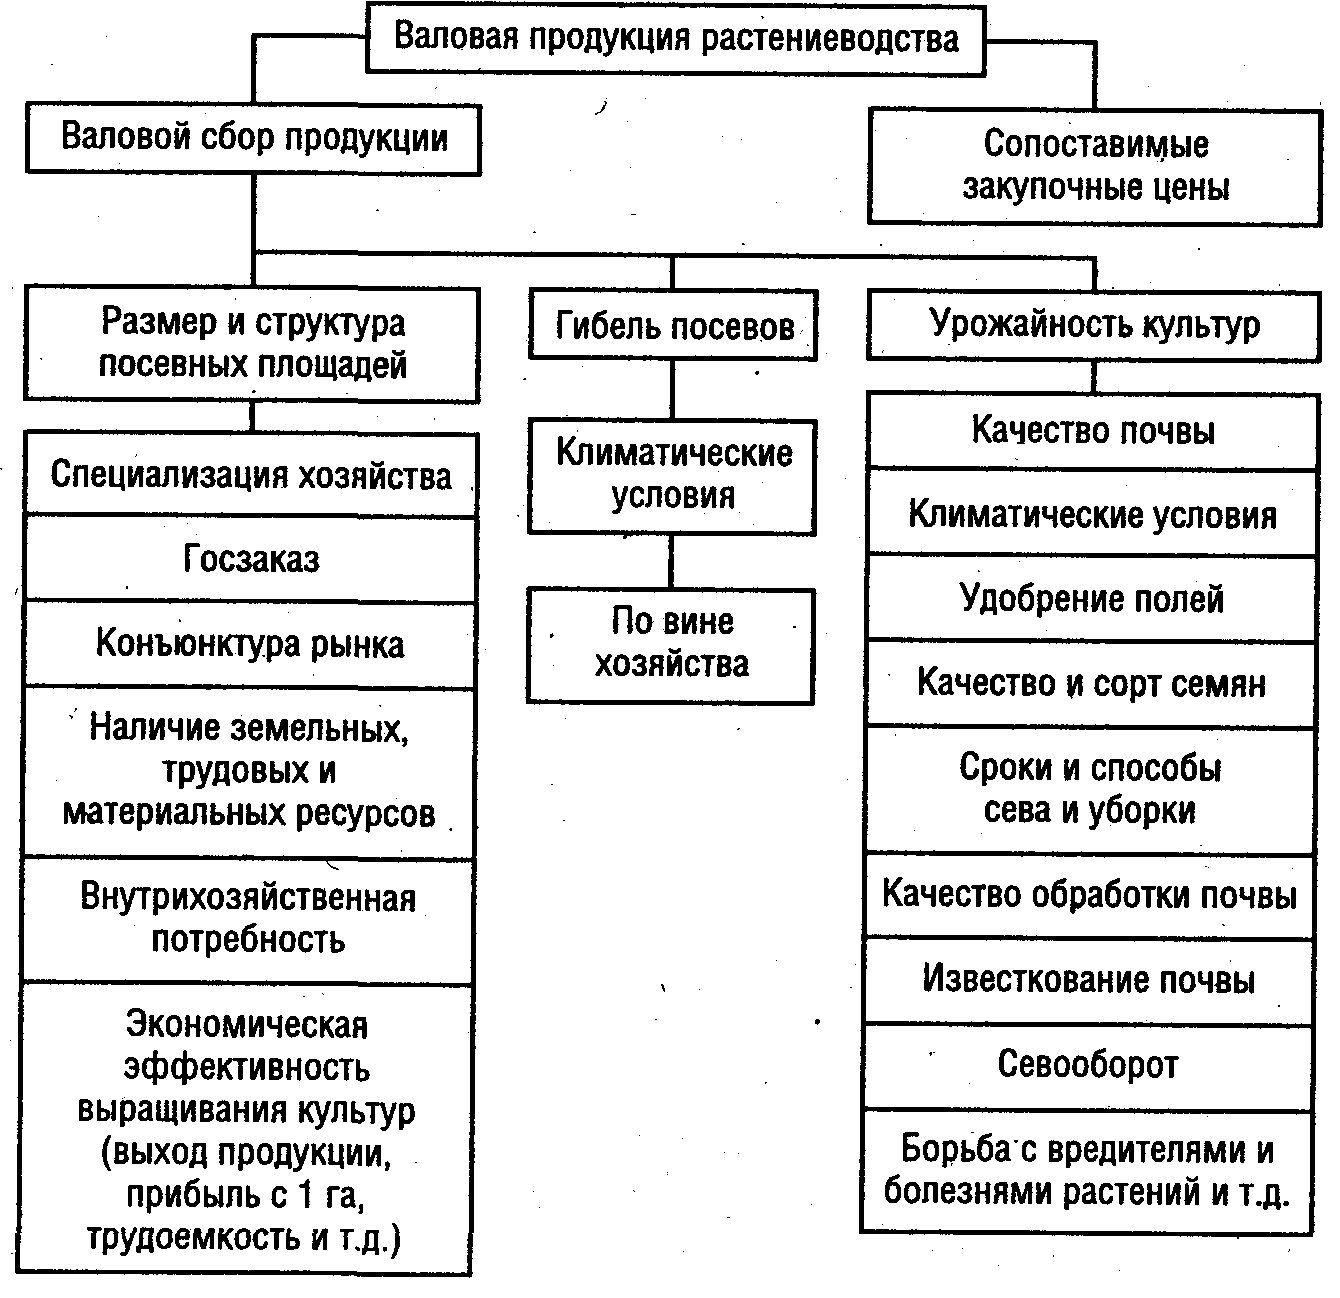 Валовая продукция растениеводства
Валовой сбор продукции
Сопоставимые
закупочные цены
Размер и структура
посевных площадей
Специализация хозяйства
Госзаказ
Конъюнктура рынка
Наличие земельных,
трудовых и
материальных ресурсов
Внутрихозяйственная
потребность
Экономическая
эффективность
выращивания культур
(выход продукции,
прибыль с 1 га,
трудоемкость и т.д.)
Гибель посевов
Климатические
условия
По вине
хозяйства
Урожайность культур
Качество почвы
Климатические условия
Удобрение полей
Качество и сорт семян
Сроки и способы
сева и уборки
Качество обработки почвы
Известкование почвы
Севооборот
Борьба с вредителями и
болезнями растений и т.д.